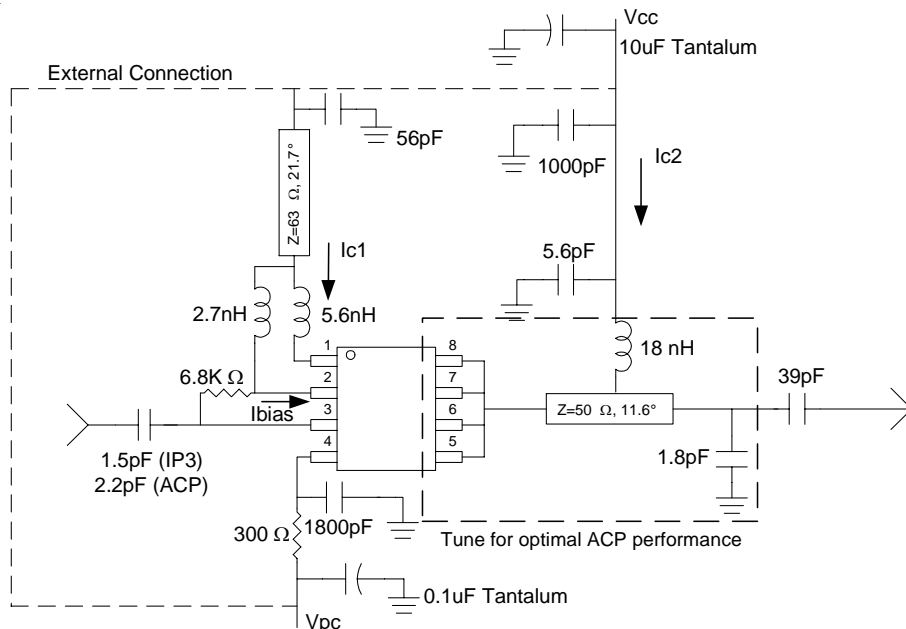 Vcc
10uF Tantalum
External Connection
56pF
1000pF
Ic2
Z=63 Ω, 21.7°
Ic1
5.6pF
2.7nH
5.6nH
18 nH
1
8
2
7
3
6
4
5
6.8K Ω
Ibias
Z=50 Ω, 11.6°
39pF
1.5pF (IP3)
2.2pF (ACP)
1.8pF
300 Ω
1800pF
Tune for optimal ACP performance
0.1uF Tantalum
Vpc